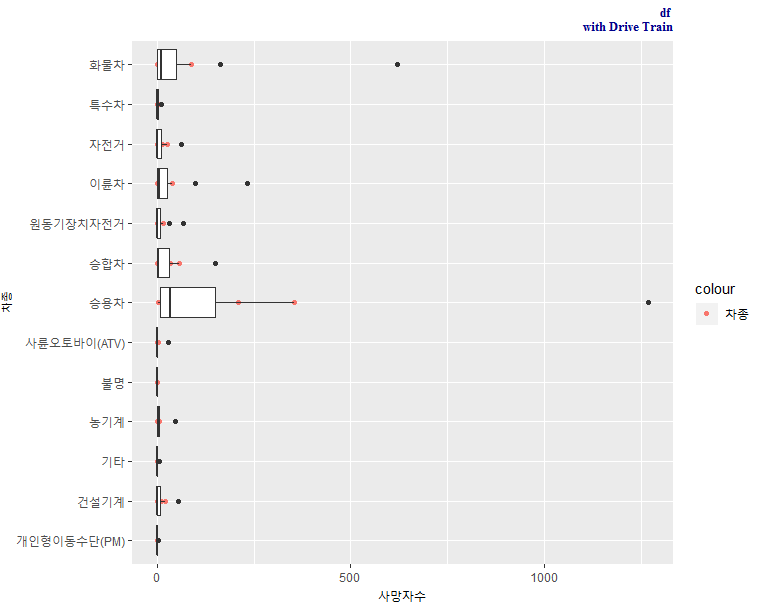 df
with Drive Train
화물차
특수차
자전거
이륜차
원동기장치자전거
승합차
승용차
사륜오토바이(ATV)
불명
농기계
기타
건설기계
개인형이동수단(PM)
차종
0
500
1000
사망자수
colour
차종